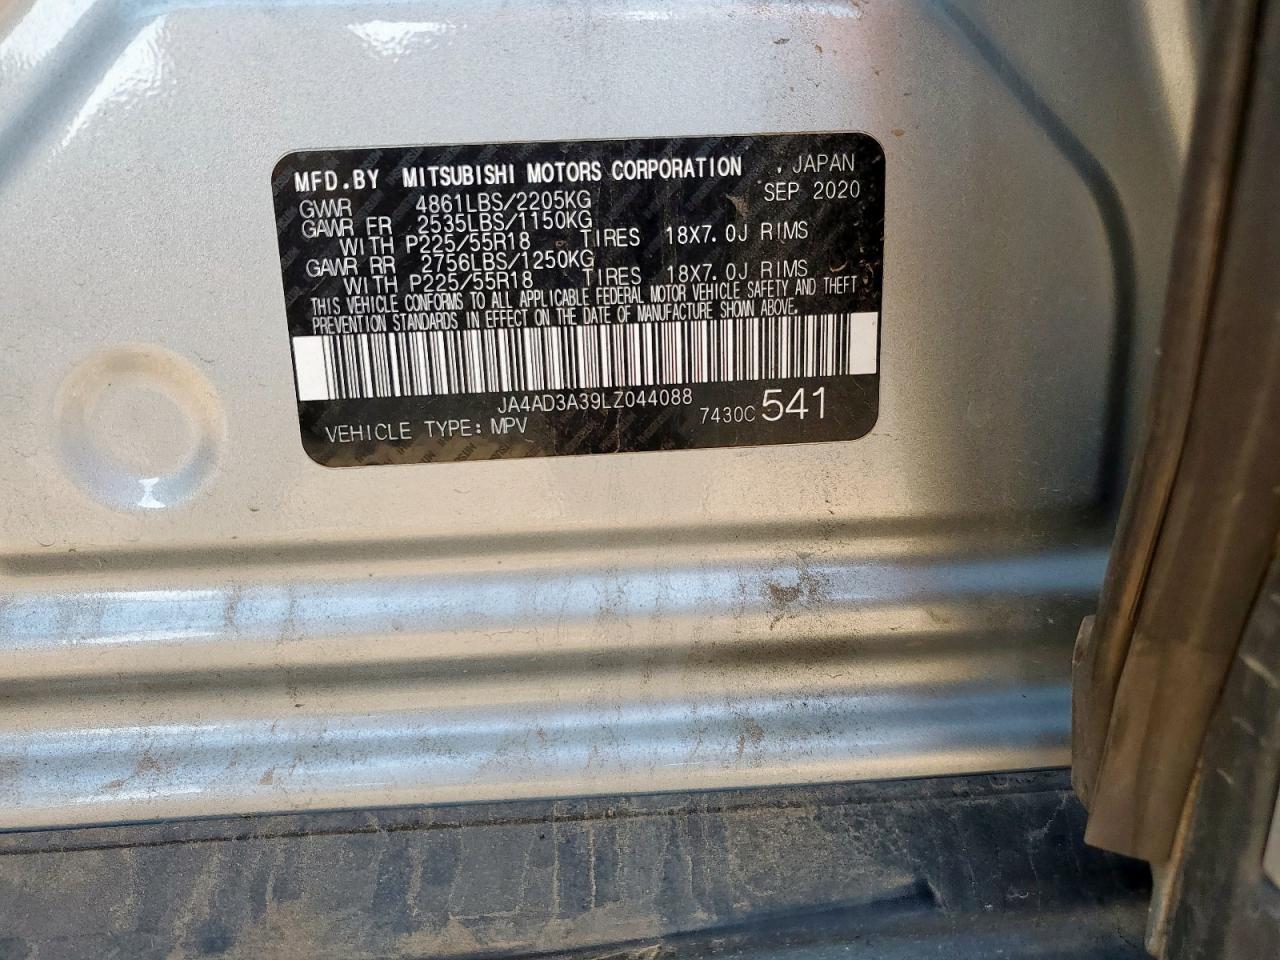 MFD.BY MITSUBISHI MOTORS CORPORATION , JAPAN
GVWR 4861LBS/2205KG SEP 2020
GAWR FR 2535LBS/1150KG
WITH P225/55R18 TIRES 18X7.0J RIMS
GAWR RR 2756LBS/1250KG
WITH P225/55R18 TIRES 18X7.0J RIMS
THIS VEHICLE CONFORMS TO ALL APPLICABLE FEDERAL MOTOR VEHICLE SAFETY AND THEFT
PREVENTION STANDARDS IN EFFECT ON THE DATE OF MANUFACTURE SHOWN ABOVE.
JA4AD3A39LZ044088
VEHICLE TYPE: MPV 7430C 541